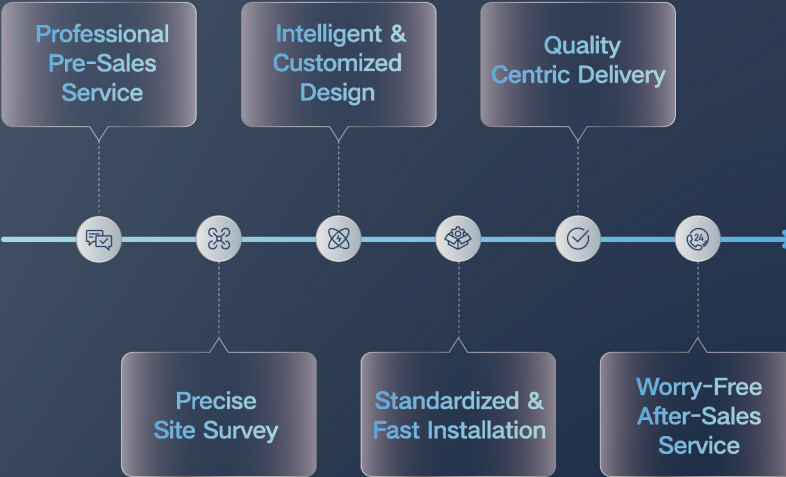 Professional
Pre-Sales
Service
Intelligent &
Customized
Design
Quality
Centric Delivery
24
Precise
Site Survey
Standardized &
Fast Installation
Worry-Free
After-Sales
Service